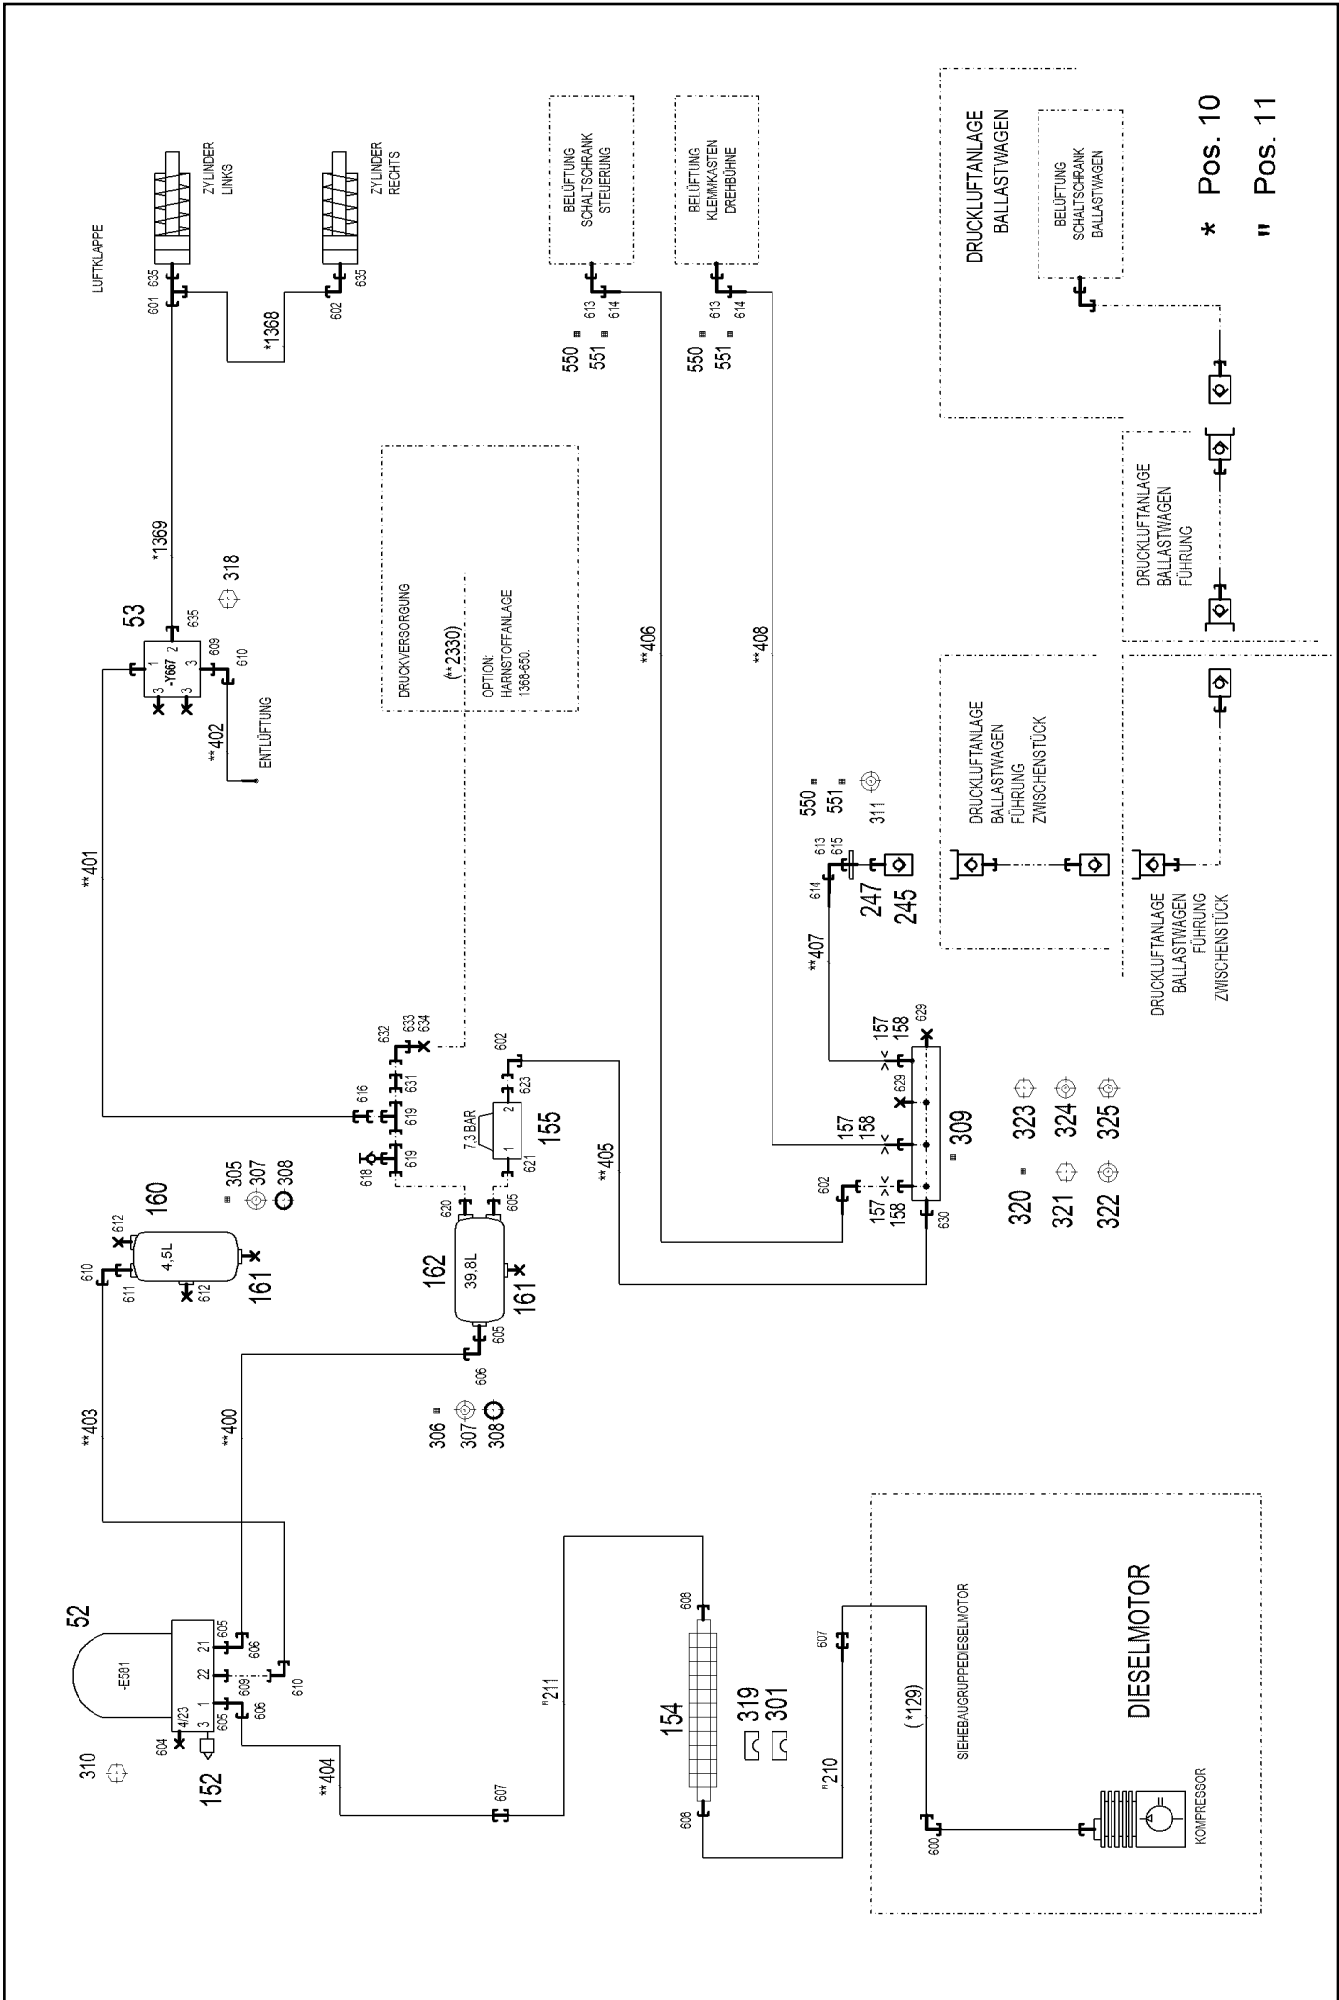 LUFTKLAPPE
ZYLINDER
LINKS
ZYLINDER
RECHTS
601
635
602
635
*1368
*1369
53
1
2
3
3
3
-Y667
635
609
610
318
**402
ENTLÜFTUNG
**401
BELÜFTUNG
SCHALTSCHRANK
STEUERUNG
613
614
550
551
BELÜFTUNG
KLEMMKASTEN
DREHBÜHNE
613
614
550
551
DRUCKLUFTANLAGE
BALLASTWAGEN
BELÜFTUNG
SCHALTSCHRANK
BALLASTWAGEN
* Pos. 10
" Pos. 11
DRUCKVERSORGUNG
(**2330)
OPTION:
HARNSTOFFANLAGE
1368-650.
**406
**408
DRUCKLUFTANLAGE
BALLASTWAGEN
FÜHRUNG
DRUCKLUFTANLAGE
BALLASTWAGEN
FÜHRUNG
ZWISCHENSTÜCK
DRUCKLUFTANLAGE
BALLASTWAGEN
FÜHRUNG
ZWISCHENSTÜCK
550
551
311
613
615
614
247
245
**407
616
632
633
634
631
619
619
618
602
623
7,3 BAR
1
2
155
621
**405
620
605
162
39,8L
161
605
606
306
307
308
160
4,5L
612
610
611
612
161
305
307
308
157
158
629
629
157
158
602
157
158
630
309
320
323
321
324
322
325
**403
**400
52
-E581
4/23
3
1
22
21
604
605
606
609
610
605
606
310
152
**404
607
"211
154
608
608
319
301
"210
607
(*129)
600
SIEHEBAUGRUPPEDIESELMOTOR
DIESELMOTOR
KOMPRESSOR